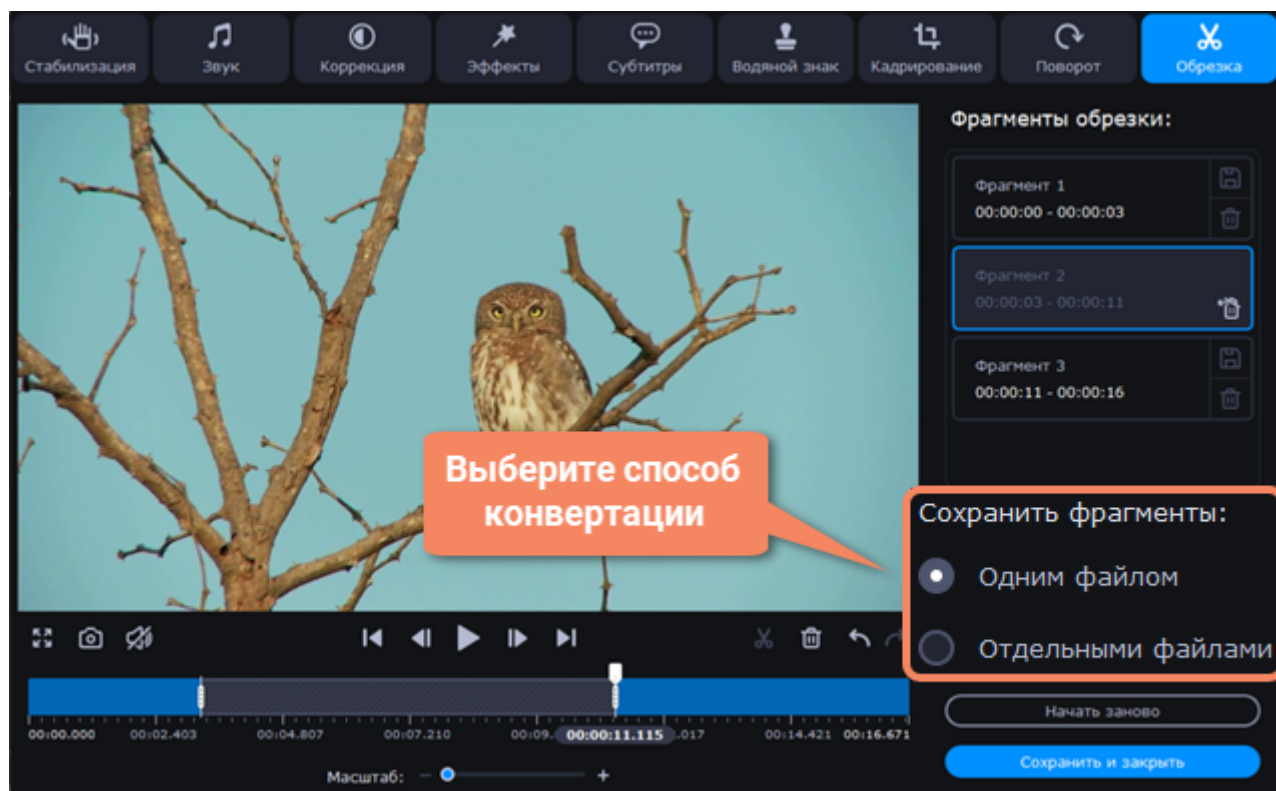 Стабилизация
Звук
Коррекция
Эффекты
Субтитры
Водяной знак
Кадрирование
Поворот
Обрезка
Фрагменты обрезки:
Фрагмент 1
00:00:00 - 00:00:03
Фрагмент 2
00:00:03 - 00:00:11
Фрагмент 3
00:00:11 - 00:00:16
Выберите способ
конвертации
Сохранить фрагменты:
Одним файлом
Отдельными файлами
00:00.000 00:02.403 00:04.807 00:07.210 00:09. 00:00:11.115 .017 00:14.421 00:16.671
Масштаб: - +
Начать заново
Сохранить и закрыть